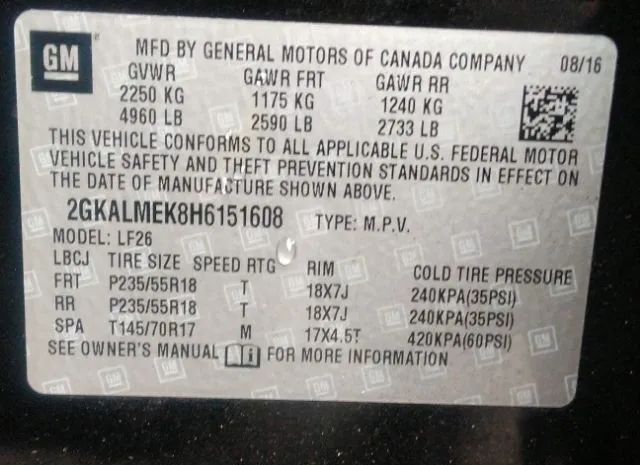 GM
MFD BY GENERAL MOTORS OF CANADA COMPANY 08/16
GVWR GAWR FRT GAWR RR
2250 KG 1175 KG 1240 KG
4960 LB 2590 LB 2733 LB
THIS VEHICLE CONFORMS TO ALL APPLICABLE U.S. FEDERAL MOTOR
VEHICLE SAFETY AND THEFT PREVENTION STANDARDS IN EFFECT ON
THE DATE OF MANUFACTURE SHOWN ABOVE.
2GKALMEK8H6151608 TYPE: M.P.V.
MODEL: LF26
LBCJ TIRE SIZE SPEED RTG RIM COLD TIRE PRESSURE
FRT P235/55R18 T 18X7J 240KPA(35PSI)
RR P235/55R18 T 18X7J 240KPA(35PSI)
SPA T145/70R17 M 17X4.5T 420KPA(60PSI)
SEE OWNER'S MANUAL i FOR MORE INFORMATION